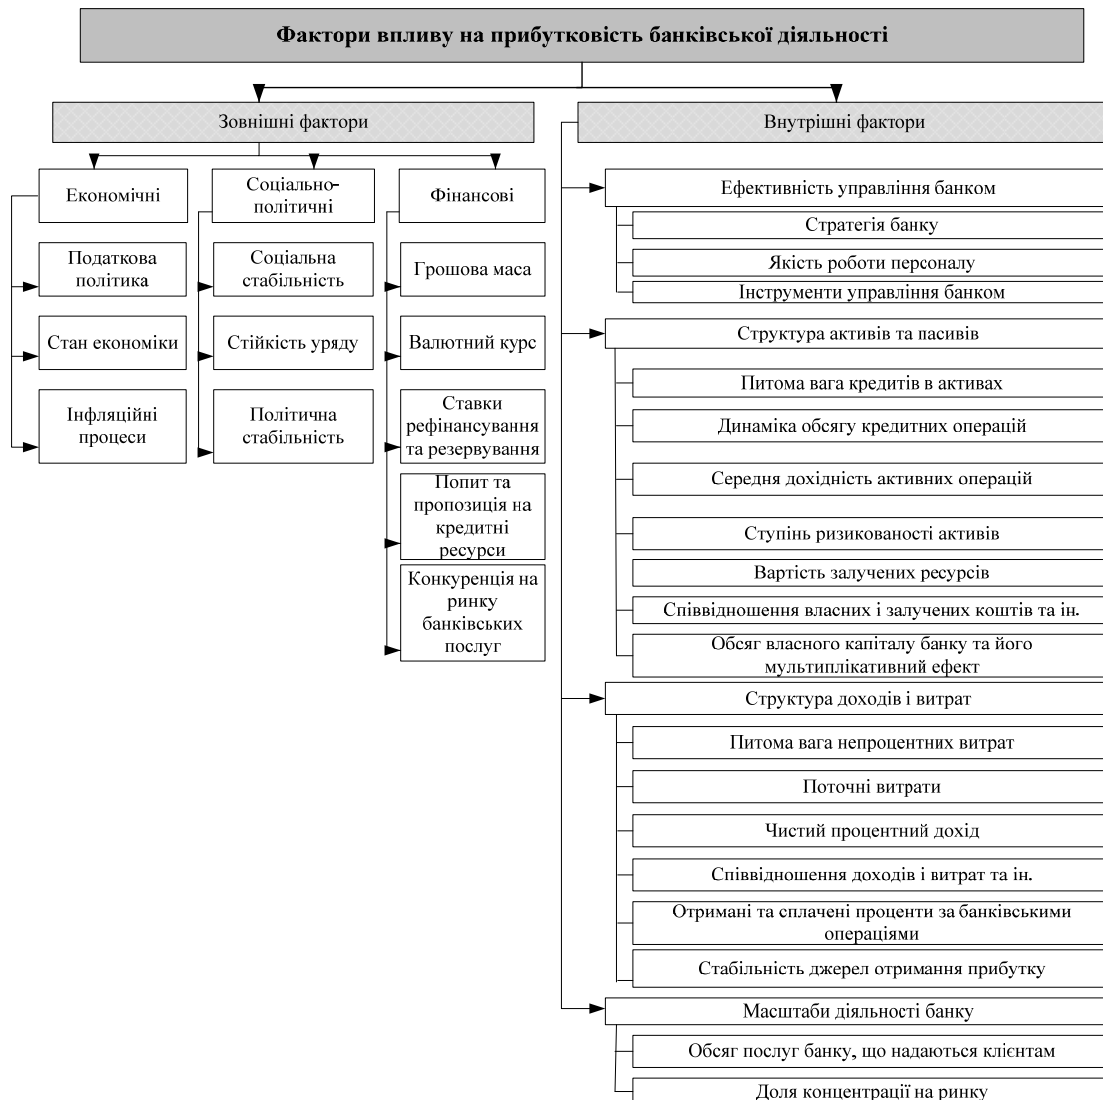 Фактори впливу на прибутковість банківської діяльності
Зовнішні фактори
Економічні
Податкова
політика
Стан економіки
Інфляційні
процеси
Соціально-
політичні
Соціальна
стабільність
Стійкість уряду
Політична
стабільність
Фінансові
Грошова маса
Валютний курс
Ставки
рефінансування
та резервування
Попит та
пропозиція на
кредитні
ресурси
Конкуренція на
ринку
банківських
послуг
Внутрішні фактори
Ефективність управління банком
Стратегія банку
Якість роботи персоналу
Інструменти управління банком
Структура активів та пасивів
Питома вага кредитів в активах
Динаміка обсягу кредитних операцій
Середня дохідність активних операцій
Ступінь ризикованості активів
Вартість залучених ресурсів
Співвідношення власних і залучених коштів та ін.
Обсяг власного капіталу банку та його
мультиплікативний ефект
Структура доходів і витрат
Питома вага непроцентних витрат
Поточні витрати
Чистий процентний дохід
Співвідношення доходів і витрат та ін.
Отримані та сплачені проценти за банківськими
операціями
Стабільність джерел отримання прибутку
Масштаби діяльності банку
Обсяг послуг банку, що надаються клієнтам
Доля концентрації на ринку